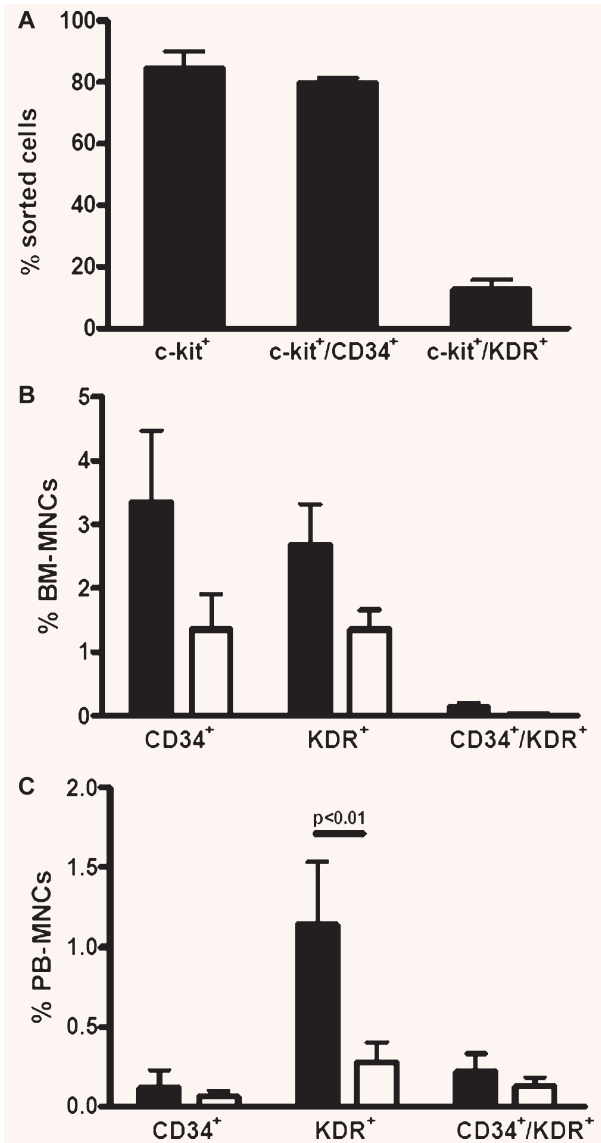 A
100
80
60
40
20
0
% sorted cells
c-kit⁺ c-kit⁺/CD34⁺ c-kit⁺/KDR⁺
B
5
4
3
2
1
0
% BM-MNCs
CD34⁺ KDR⁺ CD34⁺/KDR⁺
C
2.0
1.5
1.0
0.5
0.0
% PB-MNCs
p<0.01
CD34⁺ KDR⁺ CD34⁺/KDR⁺